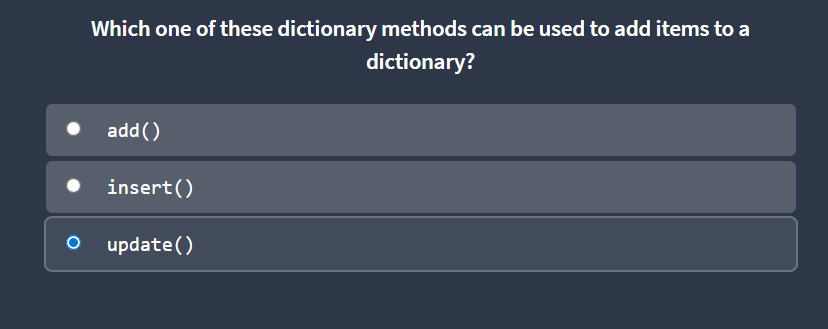 Which one of these dictionary methods can be used to add items to a
dictionary?
add()
insert()
update()